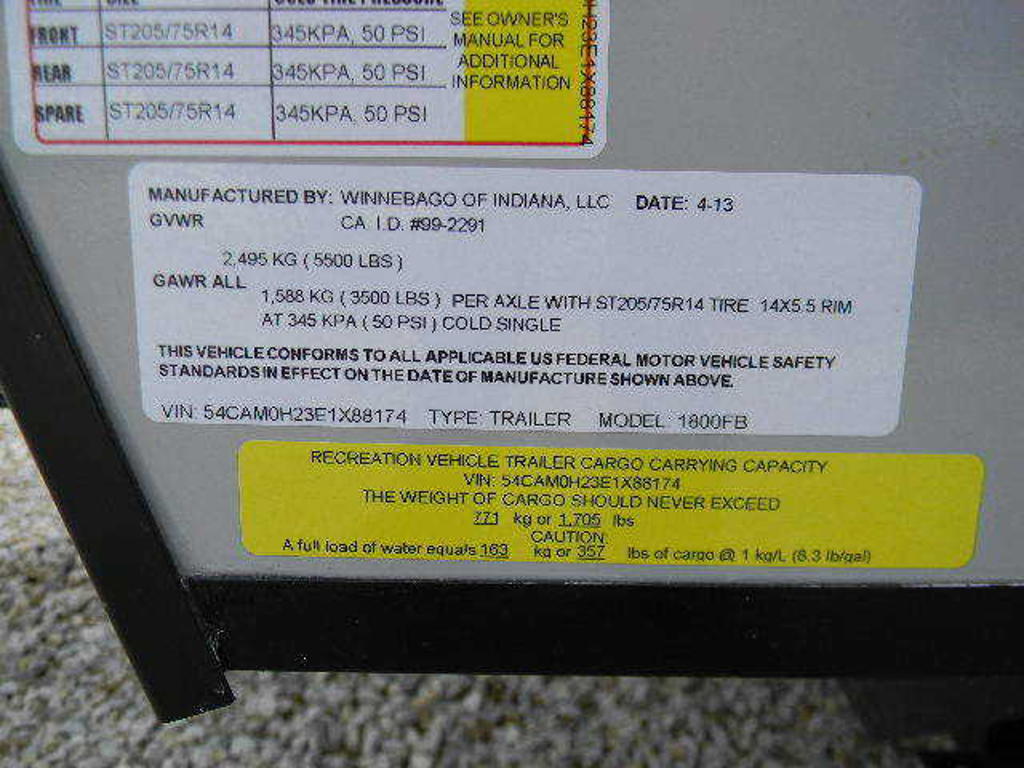 TIRE SIZE COLD TIRE PRESSURE
FRONT ST205/75R14 345KPA, 50 PSI
REAR ST205/75R14 345KPA, 50 PSI
SPARE ST205/75R14 345KPA, 50 PSI
SEE OWNER'S
MANUAL FOR
ADDITIONAL
INFORMATION
H23E1X88174
MANUFACTURED BY: WINNEBAGO OF INDIANA, LLC DATE: 4-13
GVWR CA. I.D. #99-2291
2,495 KG ( 5500 LBS )
GAWR ALL
1,588 KG ( 3500 LBS ) PER AXLE WITH ST205/75R14 TIRE 14X5.5 RIM
AT 345 KPA ( 50 PSI ) COLD SINGLE
THIS VEHICLE CONFORMS TO ALL APPLICABLE US FEDERAL MOTOR VEHICLE SAFETY
STANDARDS IN EFFECT ON THE DATE OF MANUFACTURE SHOWN ABOVE.
VIN: 54CAM0H23E1X88174 TYPE: TRAILER MODEL: 1800FB
RECREATION VEHICLE TRAILER CARGO CARRYING CAPACITY
VIN: 54CAM0H23E1X88174
THE WEIGHT OF CARGO SHOULD NEVER EXCEED
771 kg or 1,705 lbs
CAUTION:
A full load of water equals 163 kg or 357 lbs of cargo @ 1 kg/L (8.3 lb/gal)